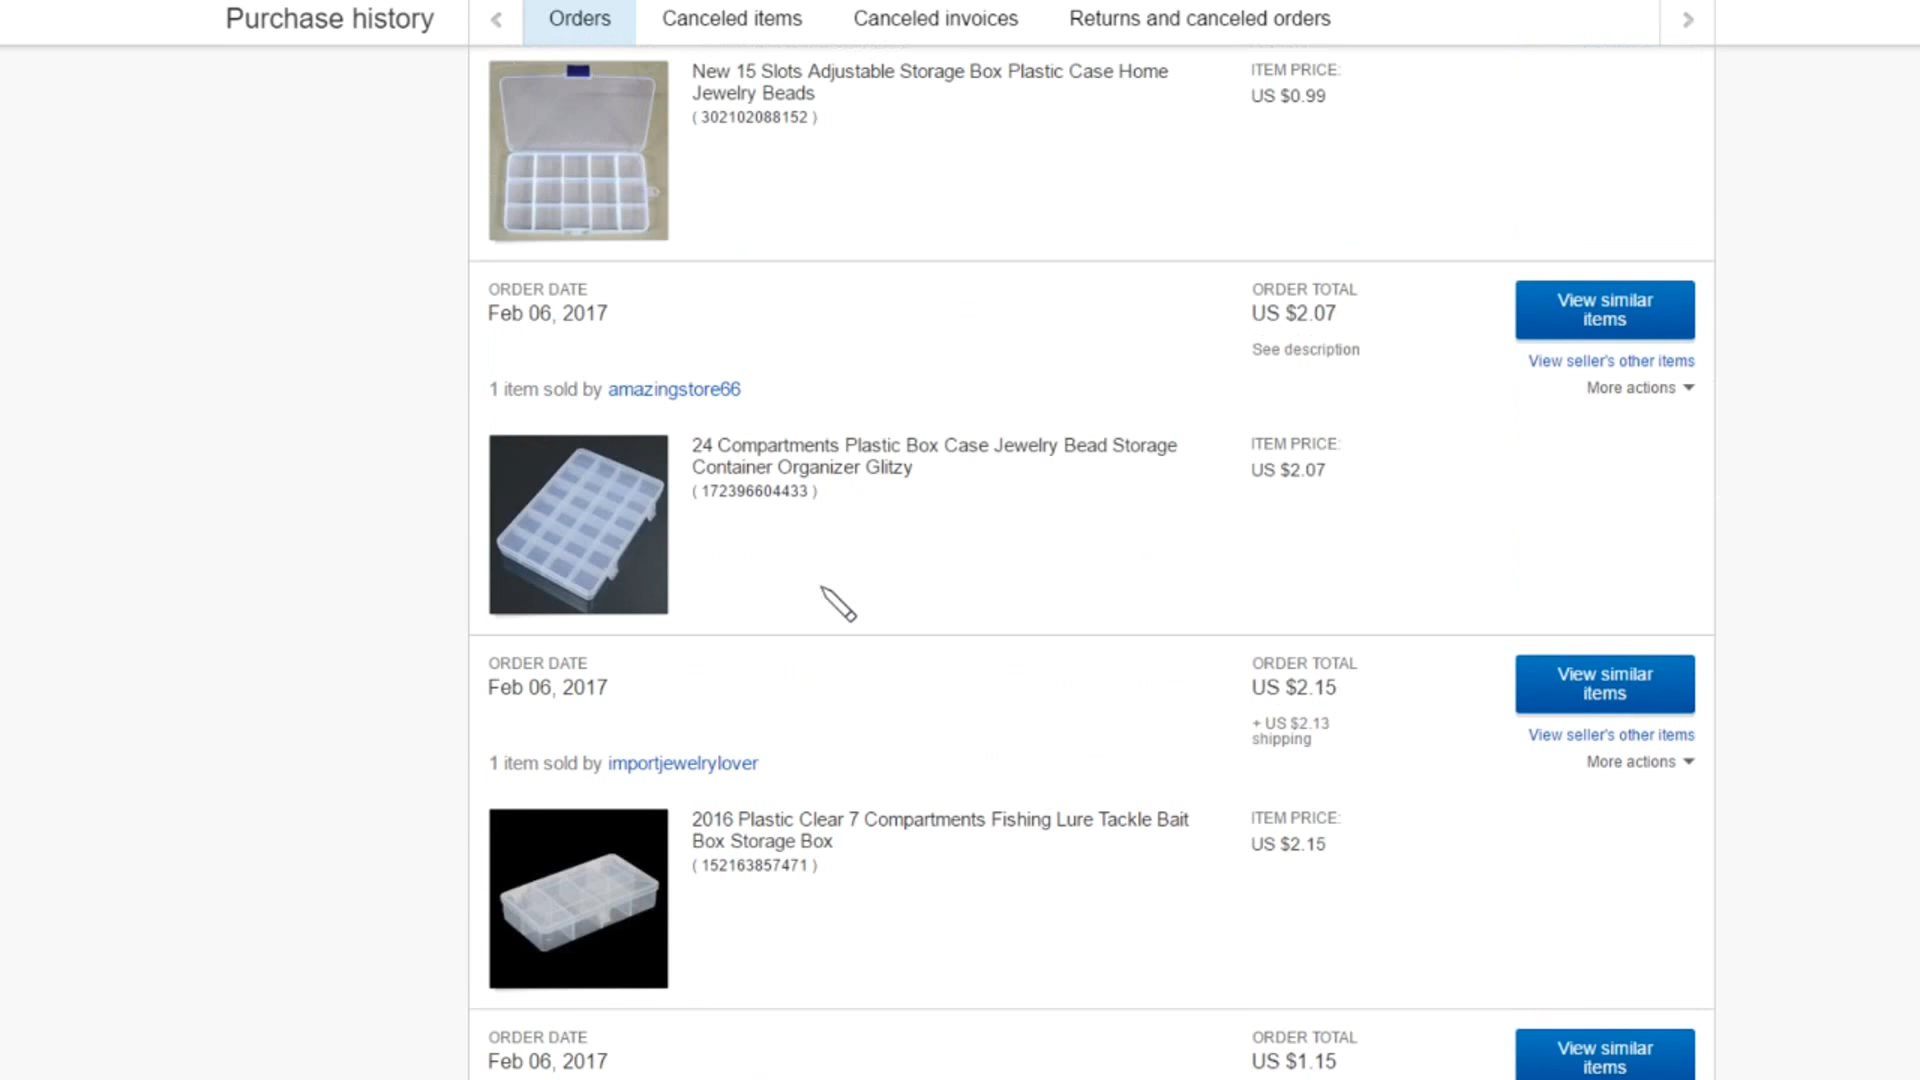 Purchase history
Orders
Canceled items
Canceled invoices
Returns and canceled orders
New 15 Slots Adjustable Storage Box Plastic Case Home
Jewelry Beads
( 302102088152 )
ITEM PRICE:
US $0.99
ORDER DATE
Feb 06, 2017
ORDER TOTAL
US $2.07
See description
View similar
items
View seller's other items
More actions
1 item sold by amazingstore66
24 Compartments Plastic Box Case Jewelry Bead Storage
Container Organizer Glitzy
( 172396604433 )
ITEM PRICE:
US $2.07
ORDER DATE
Feb 06, 2017
ORDER TOTAL
US $2.15
+ US $2.13
shipping
View similar
items
View seller's other items
More actions
1 item sold by importjewelrylover
2016 Plastic Clear 7 Compartments Fishing Lure Tackle Bait
Box Storage Box
( 152163857471 )
ITEM PRICE:
US $2.15
ORDER DATE
Feb 06, 2017
ORDER TOTAL
US $1.15
View similar
items